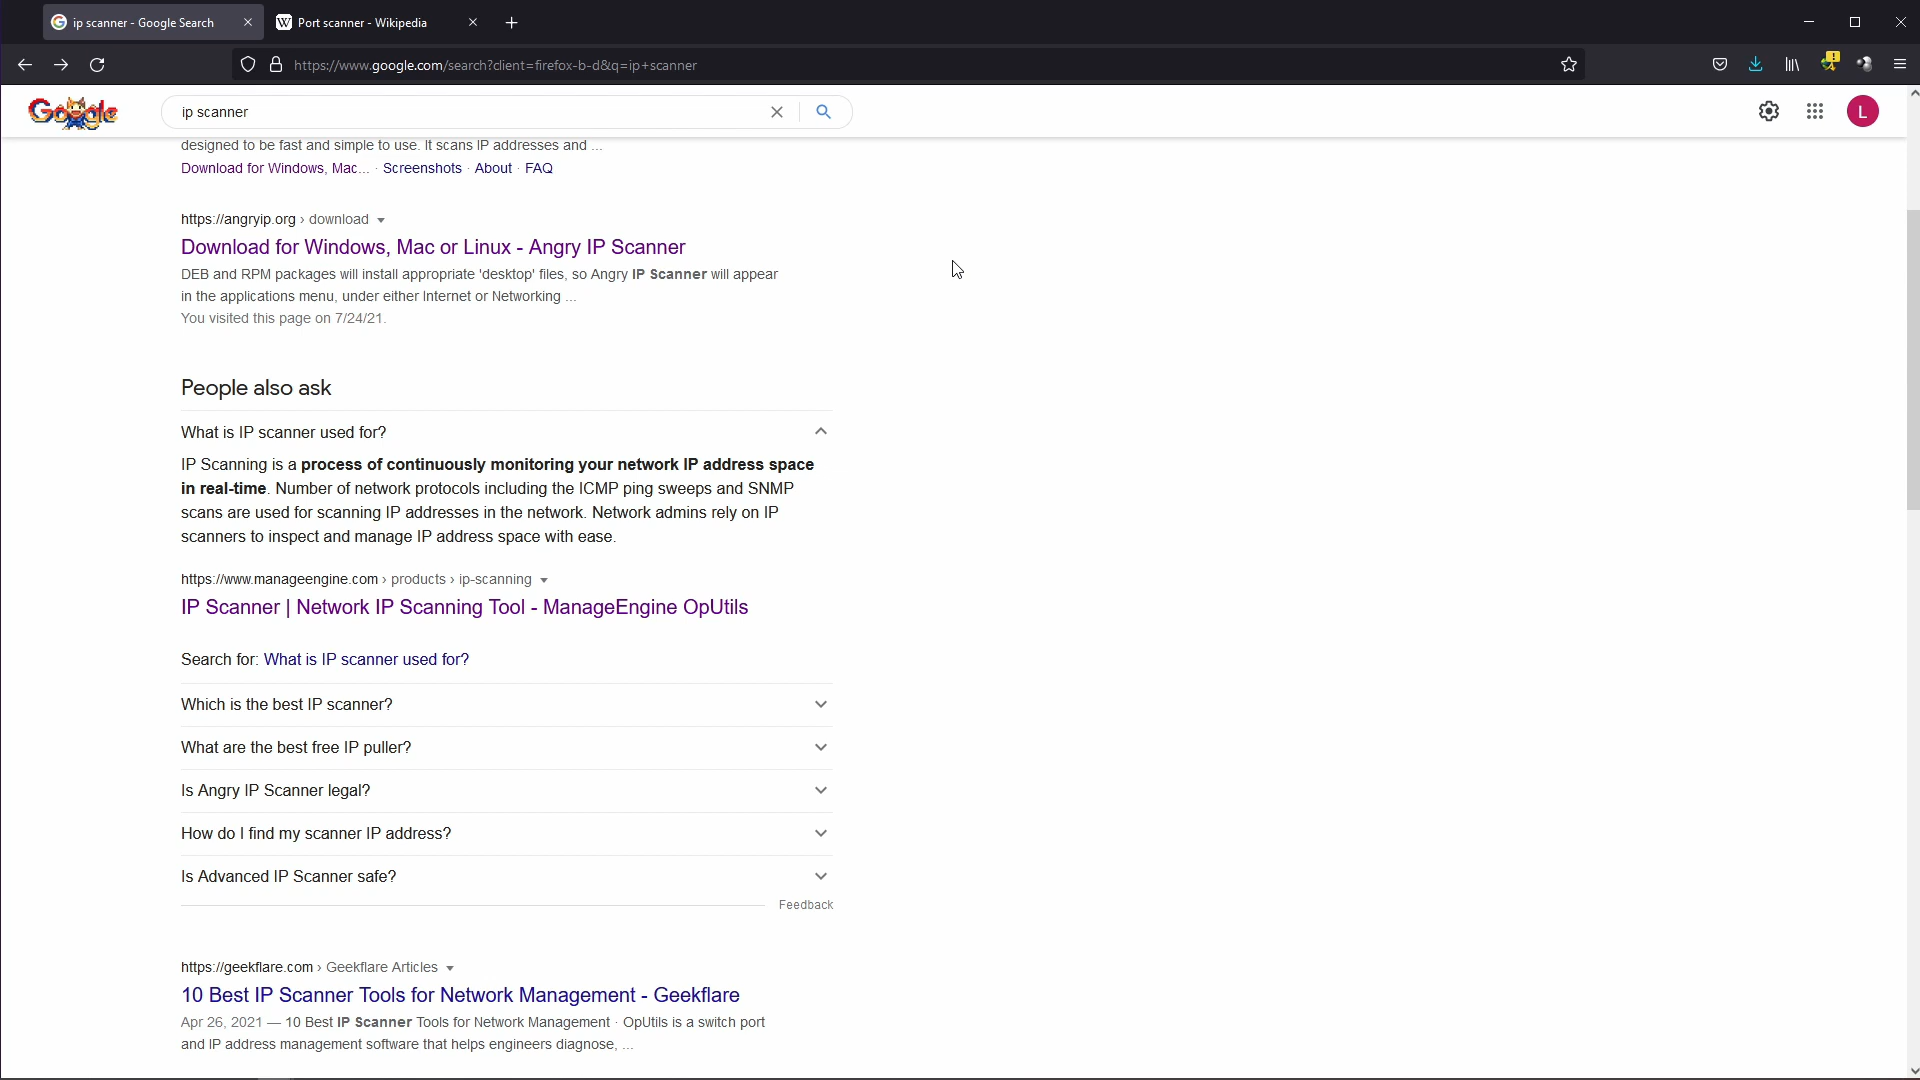 ip scanner - Google Search
Port scanner - Wikipedia
https://www.google.com/search?client=firefox-b-d&q=ip+scanner
Google
ip scanner
L
designed to be fast and simple to use. It scans IP addresses and ...
Download for Windows, Mac... · Screenshots · About · FAQ
https://angryip.org › download
Download for Windows, Mac or Linux - Angry IP Scanner
DEB and RPM packages will install appropriate 'desktop' files, so Angry IP Scanner will appear
in the applications menu, under either Internet or Networking ...
You visited this page on 7/24/21.
People also ask
What is IP scanner used for?
IP Scanning is a process of continuously monitoring your network IP address space
in real-time. Number of network protocols including the ICMP ping sweeps and SNMP
scans are used for scanning IP addresses in the network. Network admins rely on IP
scanners to inspect and manage IP address space with ease.
https://www.manageengine.com › products › ip-scanning
IP Scanner | Network IP Scanning Tool - ManageEngine OpUtils
Search for: What is IP scanner used for?
Which is the best IP scanner?
What are the best free IP puller?
Is Angry IP Scanner legal?
How do I find my scanner IP address?
Is Advanced IP Scanner safe?
Feedback
https://geekflare.com › Geekflare Articles
10 Best IP Scanner Tools for Network Management - Geekflare
Apr 26, 2021 — 10 Best IP Scanner Tools for Network Management · OpUtils is a switch port
and IP address management software that helps engineers diagnose, ...